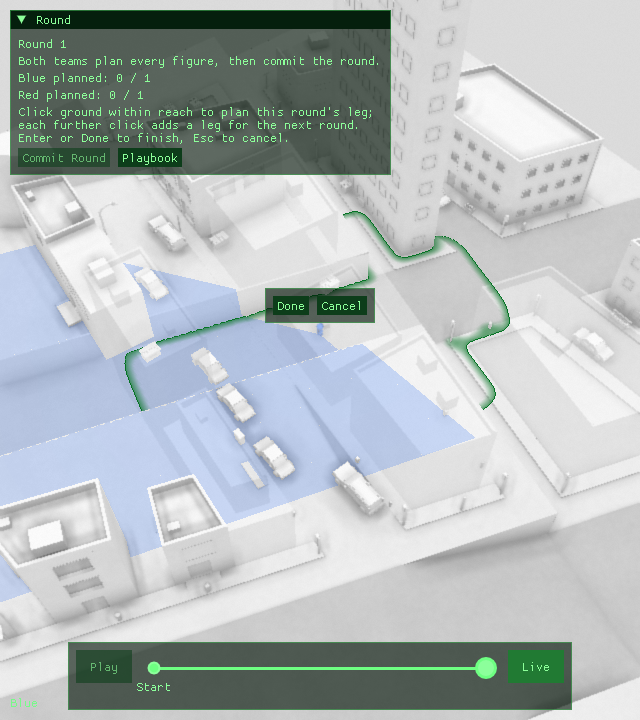 Round
Round 1
Both teams plan every figure, then commit the round.
Blue planned: 0 / 1
Red planned: 0 / 1
Click ground within reach to plan this round's leg;
each further click adds a leg for the next round.
Enter or Done to finish, Esc to cancel.
Commit Round Playbook
Done Cancel
Play Live
Start